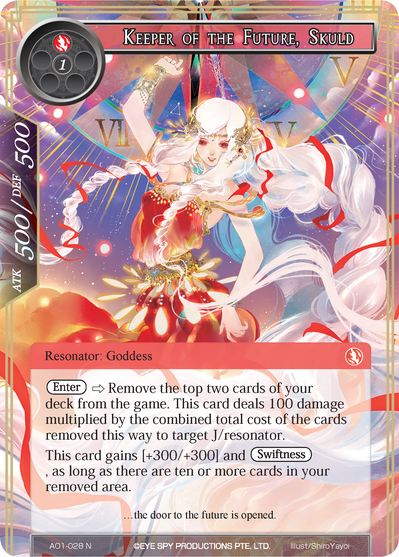 KEEPER OF THE FUTURE, SKULD
1
VII
V
ATK 500/DEF 500
Resonator: Goddess
Enter ⇨ Remove the top two cards of your
deck from the game. This card deals 100 damage
multiplied by the combined total cost of the cards
removed this way to target J/resonator.
This card gains [+300/+300] and Swiftness
, as long as there are ten or more cards in your
removed area.
...the door to the future is opened.
A01-028 N
©EYE SPY PRODUCTIONS PTE. LTD.
Illust/ShiroYayoi